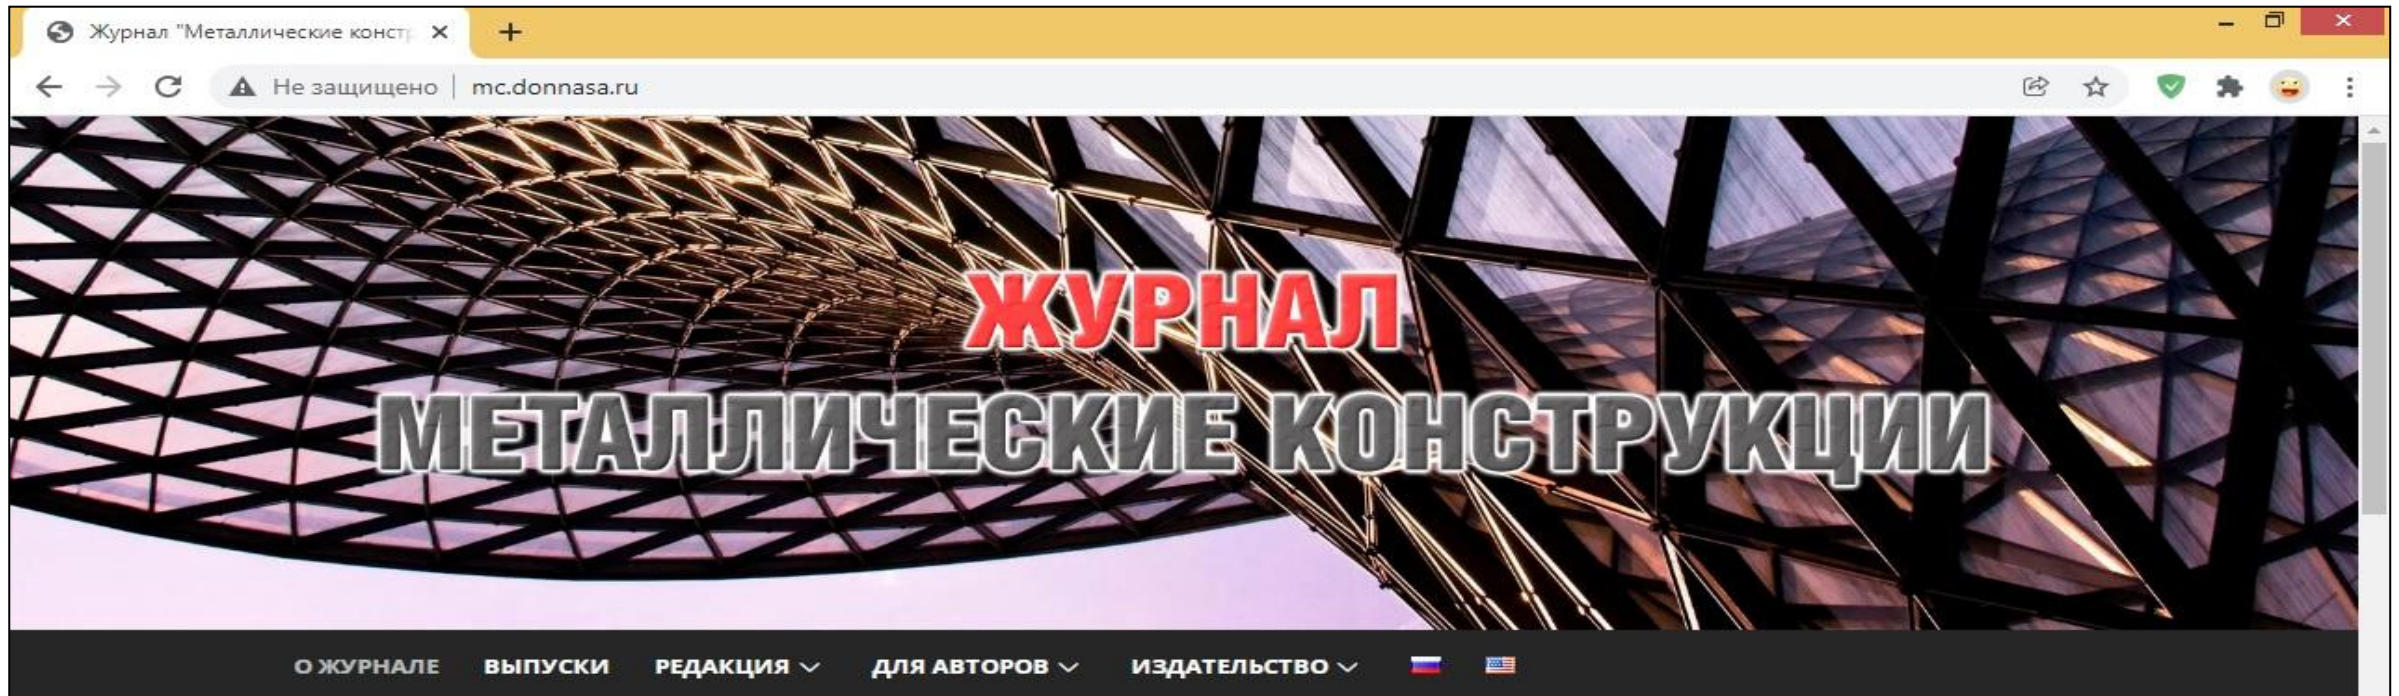 Журнал "Металлические констр
Не защищено | mc.donnasa.ru
ЖУРНАЛ
МЕТАЛЛИЧЕСКИЕ КОНСТРУКЦИИ
О ЖУРНАЛЕ ВЫПУСКИ РЕДАКЦИЯ ДЛЯ АВТОРОВ ИЗДАТЕЛЬСТВО